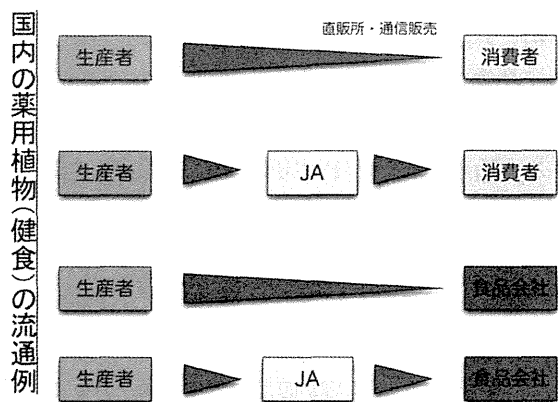 国内の薬用植物（健食）の流通例
直販所・通信販売
生産者
消費者
生産者
JA
消費者
生産者
食品会社
生産者
JA
食品会社